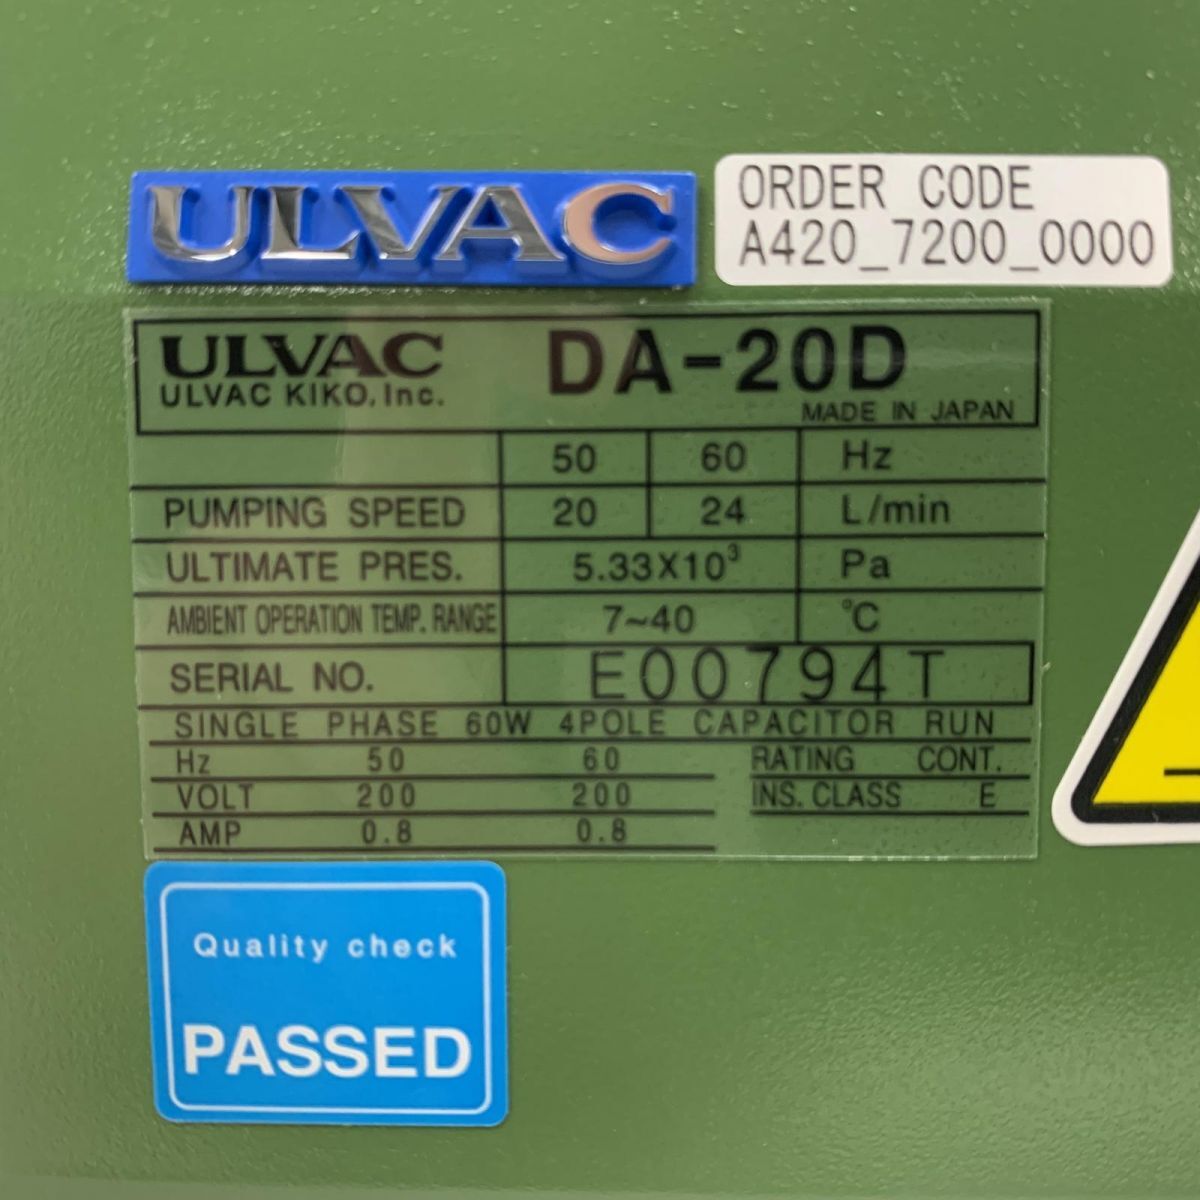 ULVAC
ORDER CODE
A420_7200_0000
ULVAC DA-20D
ULVAC KIKO, Inc.
MADE IN JAPAN
50 60 Hz
PUMPING SPEED 20 24 L/min
ULTIMATE PRES. 5.33X10³ Pa
AMBIENT OPERATION TEMP. RANGE 7~40 °C
SERIAL NO. E00794T
SINGLE PHASE 60W 4POLE CAPACITOR RUN
Hz 50 60 RATING CONT.
VOLT 200 200 INS. CLASS E
AMP 0.8 0.8
Quality check
PASSED